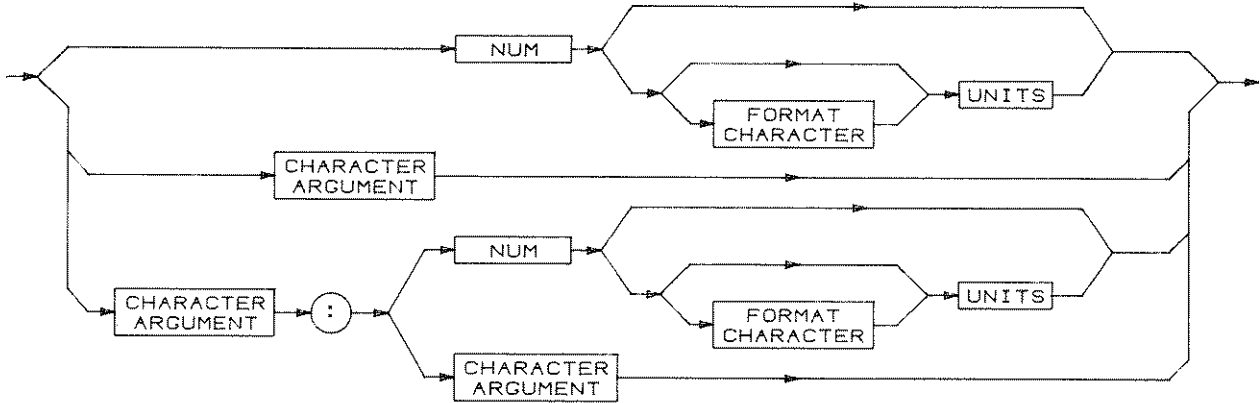 NUM
FORMAT
CHARACTER
UNITS
CHARACTER
ARGUMENT
NUM
FORMAT
CHARACTER
UNITS
CHARACTER
ARGUMENT
:
CHARACTER
ARGUMENT